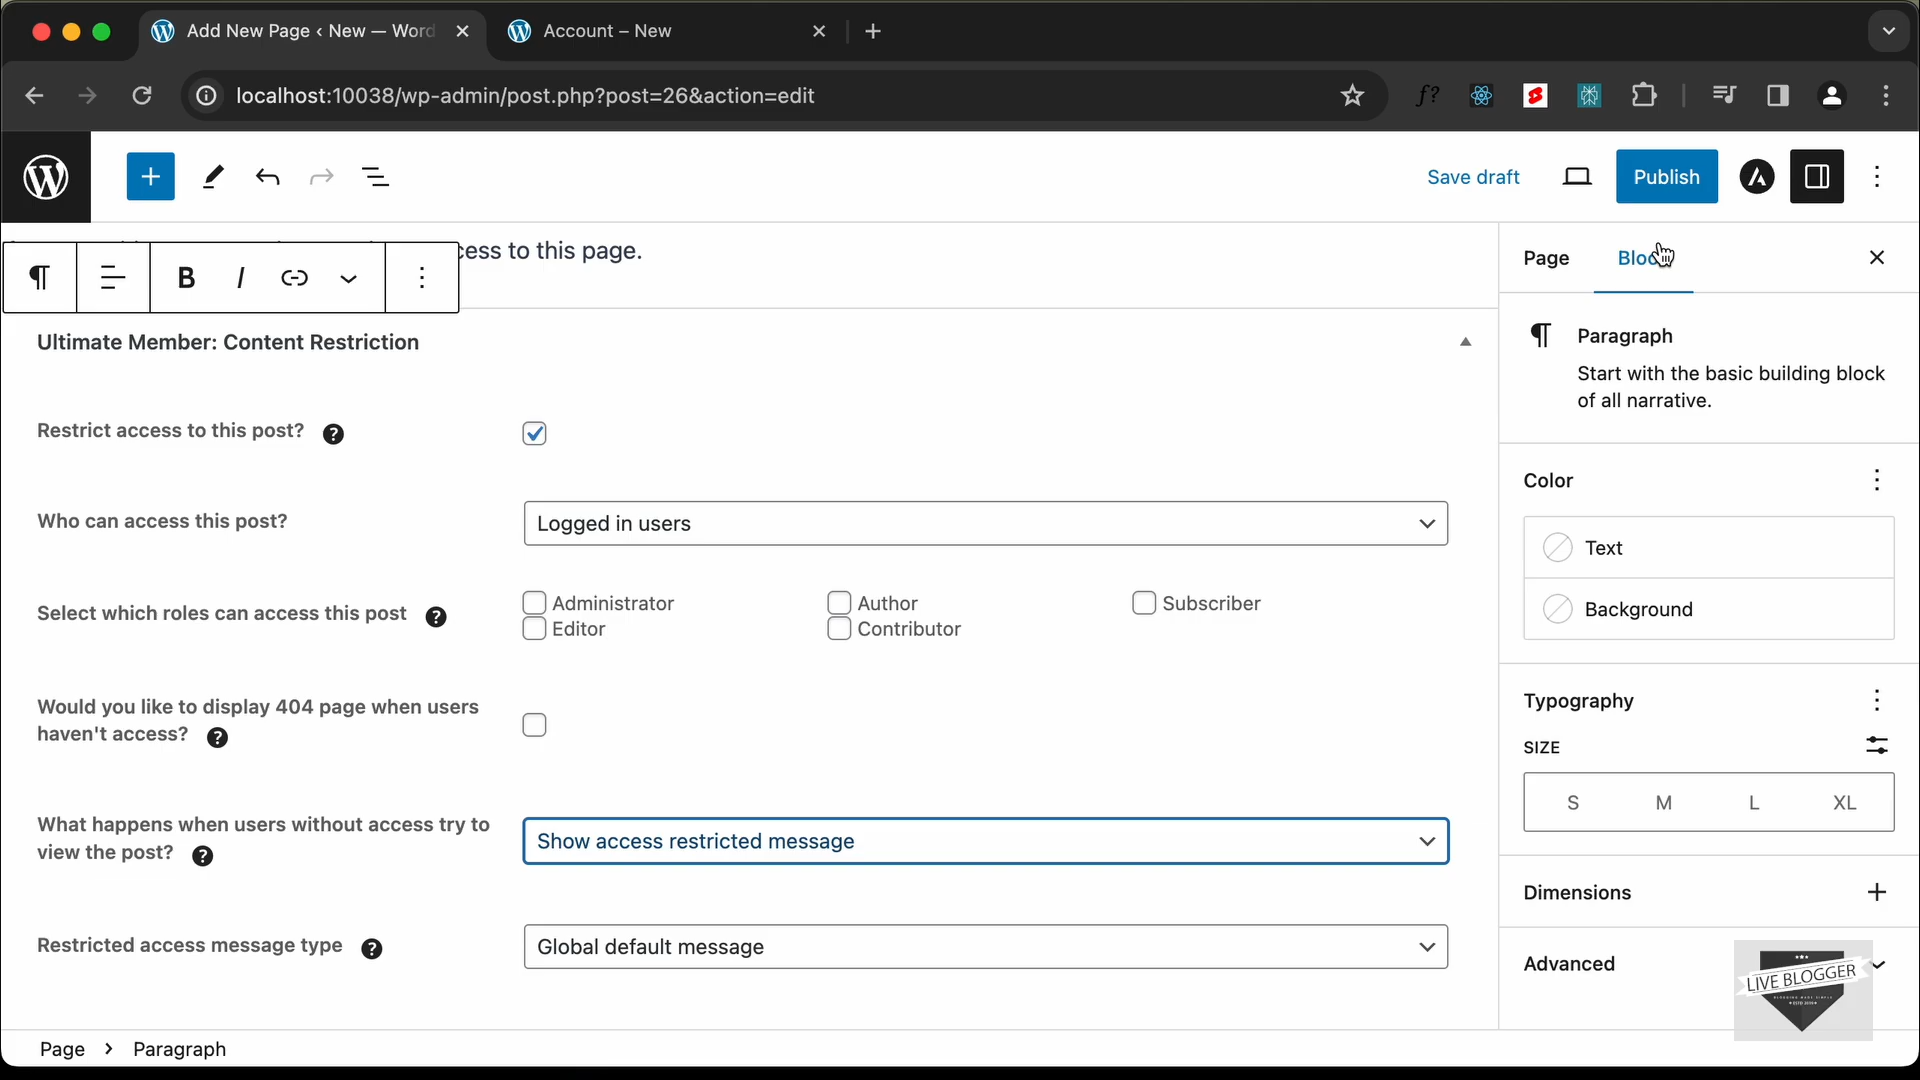 Add New Page ‹ New — Word
Account – New
localhost:10038/wp-admin/post.php?post=26&action=edit
f?
Save draft
Publish
cess to this page.
B I
Page
Block
Ultimate Member: Content Restriction
Paragraph
Start with the basic building block
of all narrative.
Restrict access to this post?
Color
Who can access this post?
Logged in users
Text
Select which roles can access this post
Administrator
Author
Subscriber
Editor
Contributor
Background
Would you like to display 404 page when users
haven't access?
Typography
SIZE
S M L XL
What happens when users without access try to
view the post?
Show access restricted message
Dimensions
Restricted access message type
Global default message
Advanced
LIVE BLOGGER
BLOGGING MADE SIMPLE
Page › Paragraph